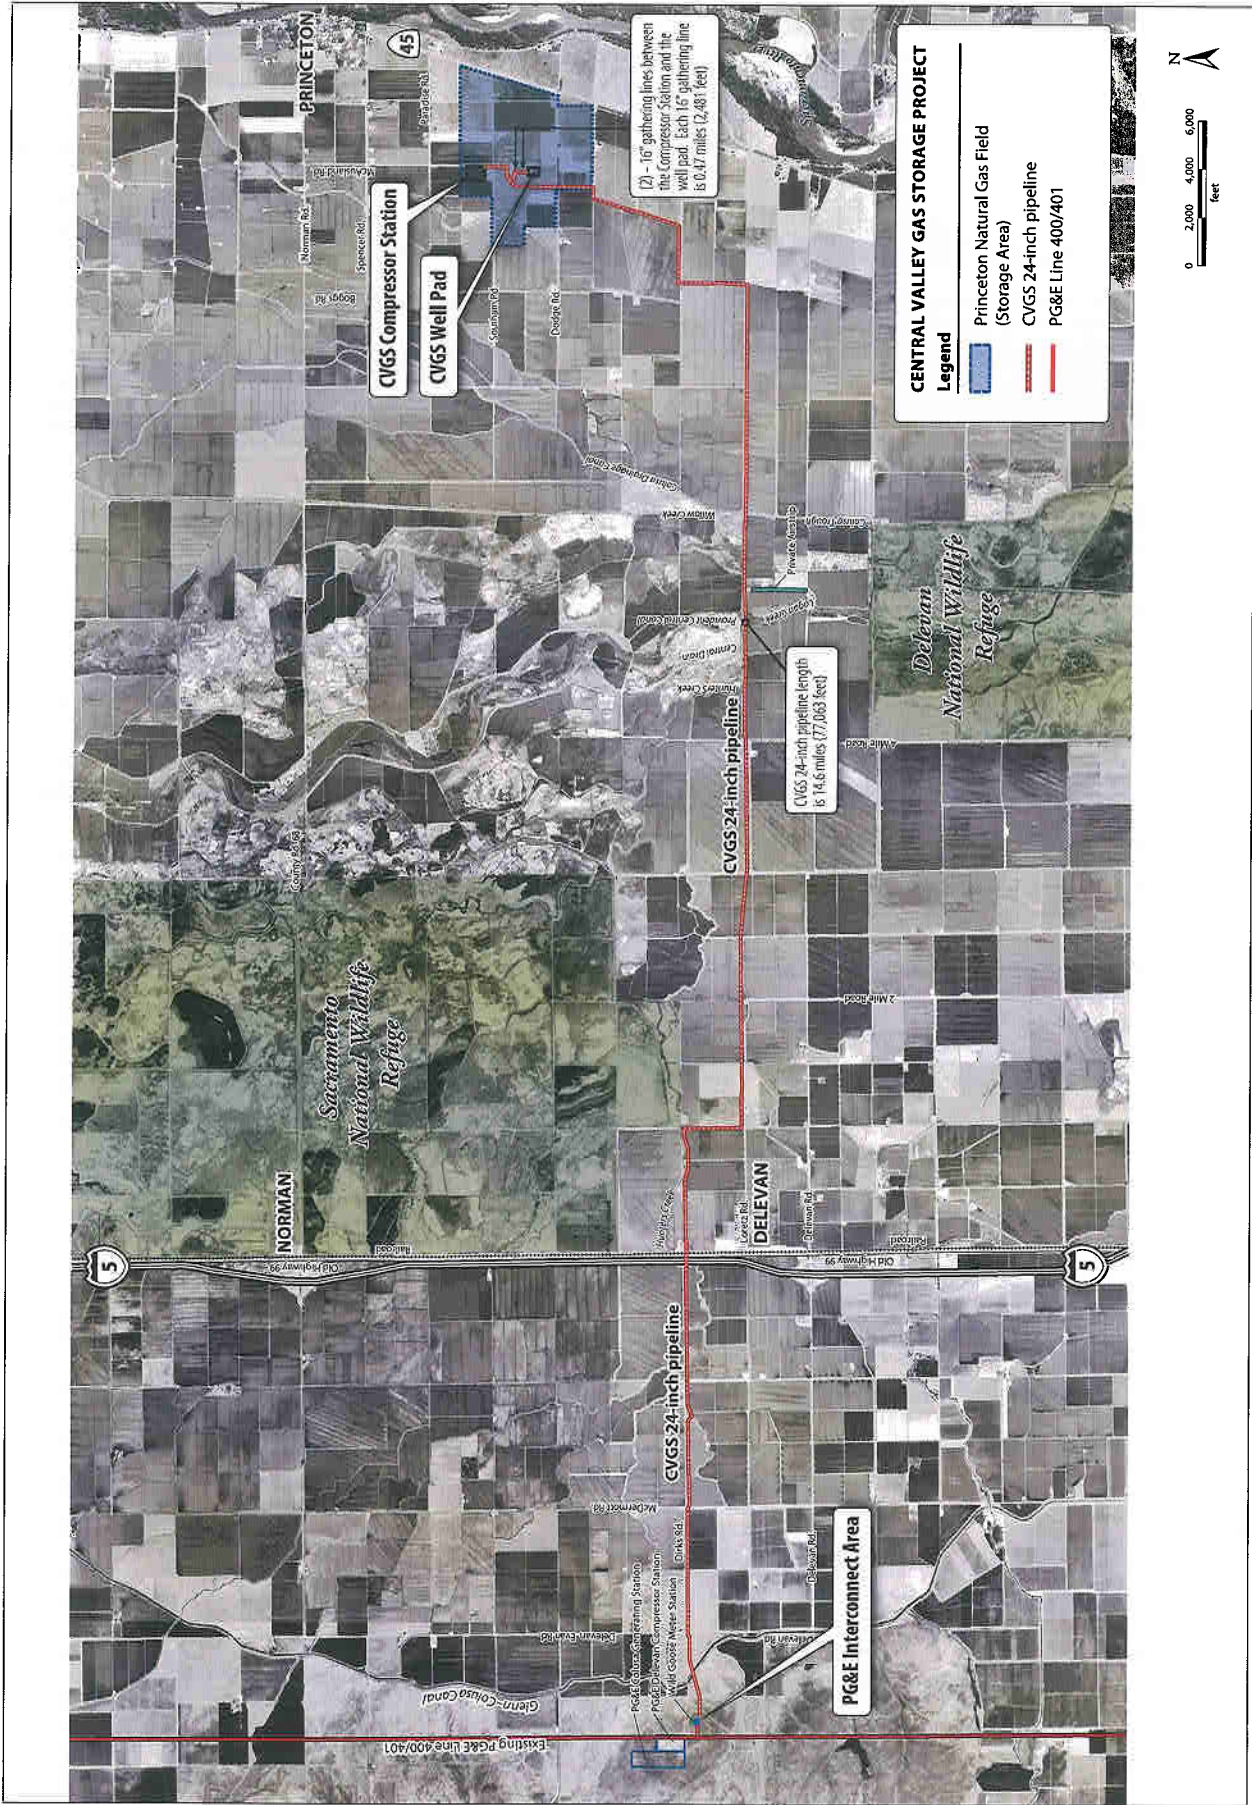 PRINCETON
45
Paradise Rd.
McAusland Rd
Norman Rd.
Spencer Rd.
Boggs Rd
Southam Rd
Dodge Rd.
CVGS Compressor Station
CVGS Well Pad
(2) – 16" gathering lines between
the Compressor Station and the
well pad. Each 16" gathering line
is 0.47 miles (2,481 feet)
Colusa Drainage Canal
Willow Creek
Colusa Trough
Private Airstrip
Logan Creek
Provident Central Canal
Central Drain
Hunters Creek
County Rd 68
4 Mile Road
2 Mile Road
CVGS 24-inch pipeline
CVGS 24-inch pipeline length
is 14.6 miles (77,063 feet)
Delevan
National Wildlife
Refuge
Sacramento
National Wildlife
Refuge
NORMAN
5
Railroad
Old Highway 99
Hunters Creek
Loretz Rd.
DELEVAN
Delevan Rd.
Railroad
Old Highway 99
5
CVGS 24-inch pipeline
McDermott Rd.
Dirks Rd.
Delevan Rd.
Delevan Rd
Glenn-Colusa Canal
PG&E Colusa Generating Station
PG&E Delevan Compressor Station
Wild Goose Meter Station
PG&E Interconnect Area
Existing PG&E Line 400/401
CENTRAL VALLEY GAS STORAGE PROJECT
Legend
Princeton Natural Gas Field
(Storage Area)
CVGS 24-inch pipeline
PG&E Line 400/401
N
0 2,000 4,000 6,000
feet